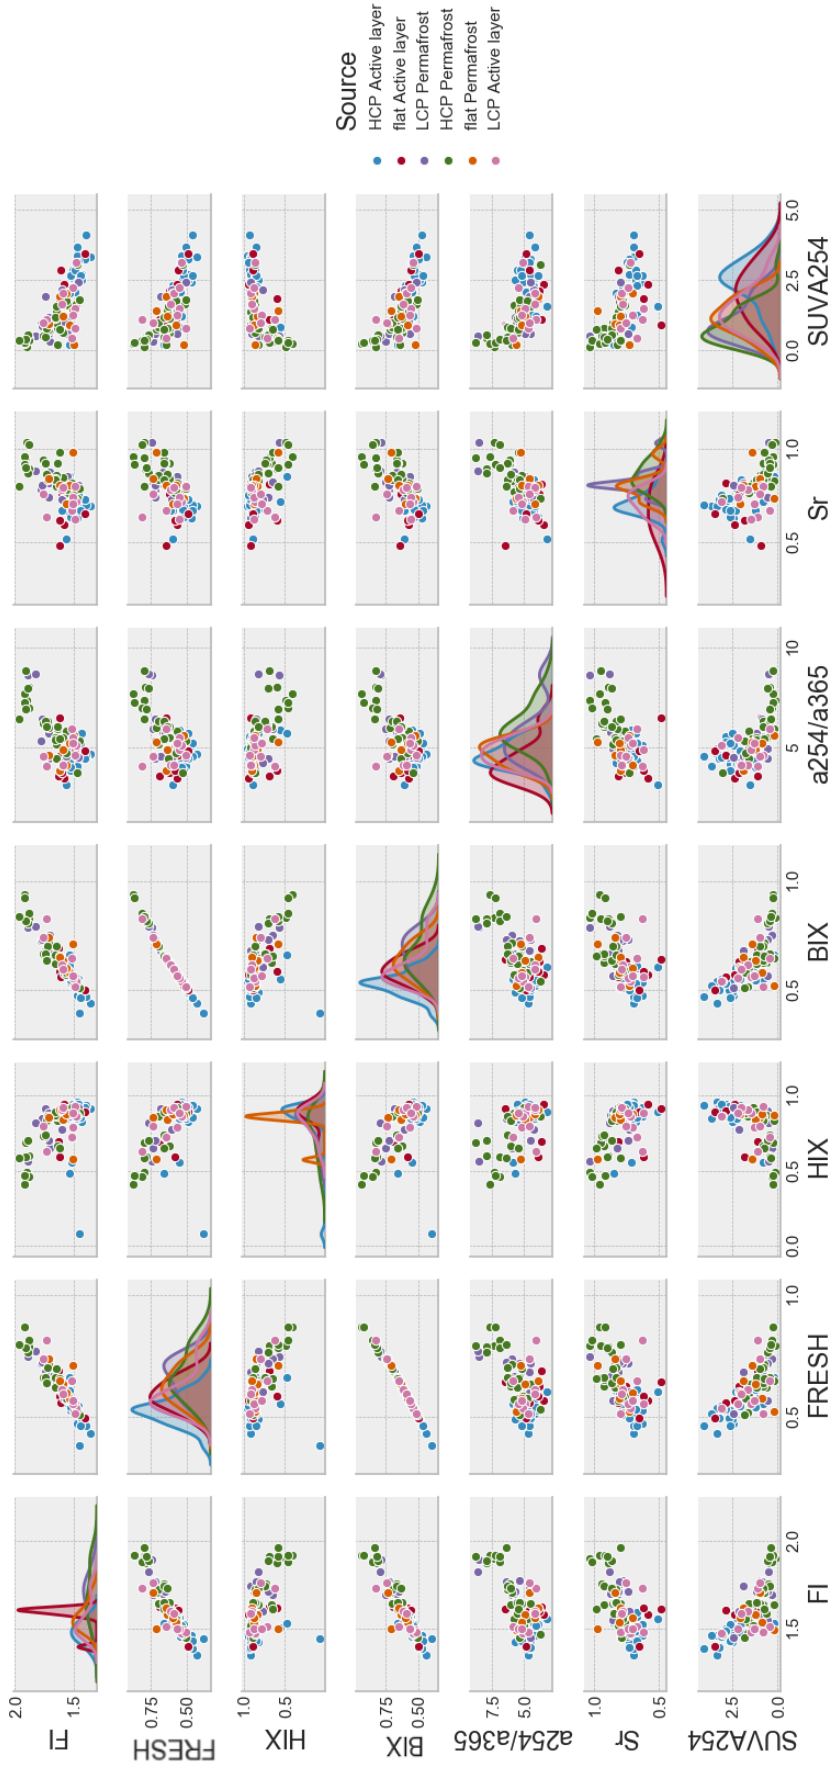 FI
2.0
1.5
FRESH
0.75
0.50
HIX
1.0
0.5
BIX
0.75
0.50
a254/a365
7.5
5.0
Sr
1.0
0.5
SUVA254
2.5
0.0
1.5 2.0 0.5 1.0 0.0 0.5 1.0 0.5 1.0 5 10 0.5 1.0 0.0 2.5 5.0
FI FRESH HIX BIX a254/a365 Sr SUVA254
Source
HCP Active layer
flat Active layer
LCP Permafrost
HCP Permafrost
flat Permafrost
LCP Active layer